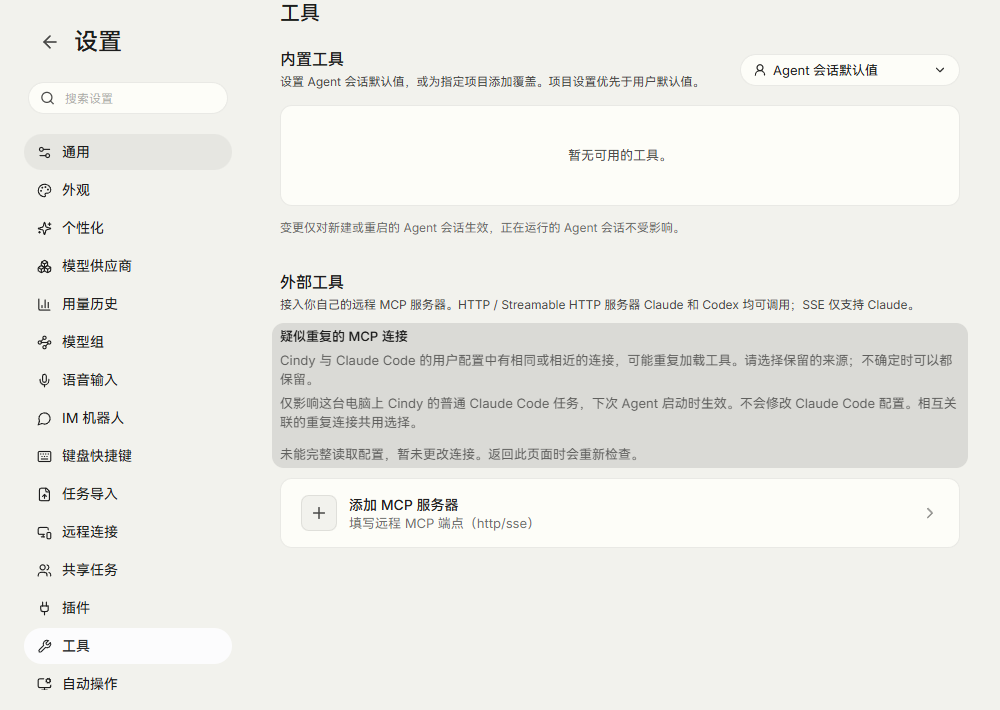 设置
搜索设置
通用
外观
个性化
模型供应商
用量历史
模型组
语音输入
IM 机器人
键盘快捷键
任务导入
远程连接
共享任务
插件
工具
自动操作
工具
内置工具
设置 Agent 会话默认值，或为指定项目添加覆盖。项目设置优先于用户默认值。
Agent 会话默认值
暂无可用的工具。
变更仅对新建或重启的 Agent 会话生效，正在运行的 Agent 会话不受影响。
外部工具
接入你自己的远程 MCP 服务器。HTTP / Streamable HTTP 服务器 Claude 和 Codex 均可调用；SSE 仅支持 Claude。
疑似重复的 MCP 连接
Cindy 与 Claude Code 的用户配置中有相同或相近的连接，可能重复加载工具。请选择保留的来源；不确定时可以都
保留。
仅影响这台电脑上 Cindy 的普通 Claude Code 任务，下次 Agent 启动时生效。不会修改 Claude Code 配置。相互关
联的重复连接共用选择。
未能完整读取配置，暂未更改连接。返回此页面时会重新检查。
添加 MCP 服务器
填写远程 MCP 端点（http/sse）